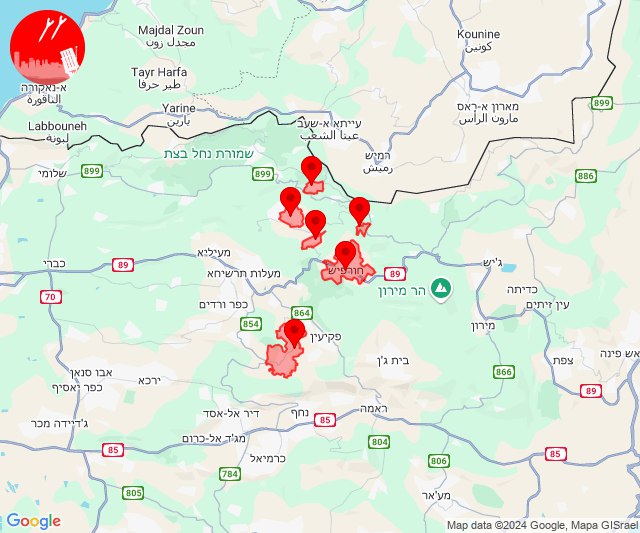 Majdal Zoun
مجدل زون
Kounine
كونين
Tayr Harfa
طير حرفا
א-נאקורה
الناقورة
Yarine
يارين
מארון א-ראס
مارون الرأس
899
Labbouneh
لبونة
עייתא א-שעב
عيتا الشعب
שמורת נחל בצת
רמיש
رميش
899
899
שלומי
886
מעיליא
כברי
89
מעלות תרשיחא
חורפיש
89
ג'יש
70
הר מירון
כדיתה
כפר ורדים
864
עין זיתים
854
פקיעין
מירון
צפת
ראש פינה
בית ג'ן
אבו סנאן
ירכא
866
כפר יאסיף
89
ג'דיידה מכר
דיר אל-אסד
נחף
ראמה
85
מג'ד אל-כרום
804
85
85
כרמיאל
806
784
805
מע'אר
Google
Map data ©2024 Google, Mapa GISrael